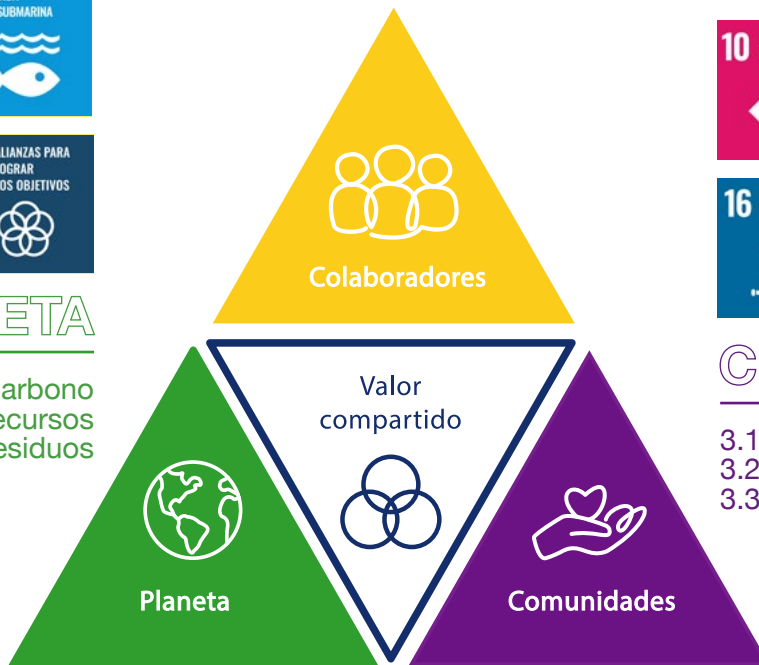 SUBMARINA
ALIANZAS PARA
LOGRAR
LOS OBJETIVOS
ETA
arbono
ecursos
esiduos
Colaboradores
Valor
compartido
Planeta
Comunidades
10
16
C
3.1
3.2
3.3